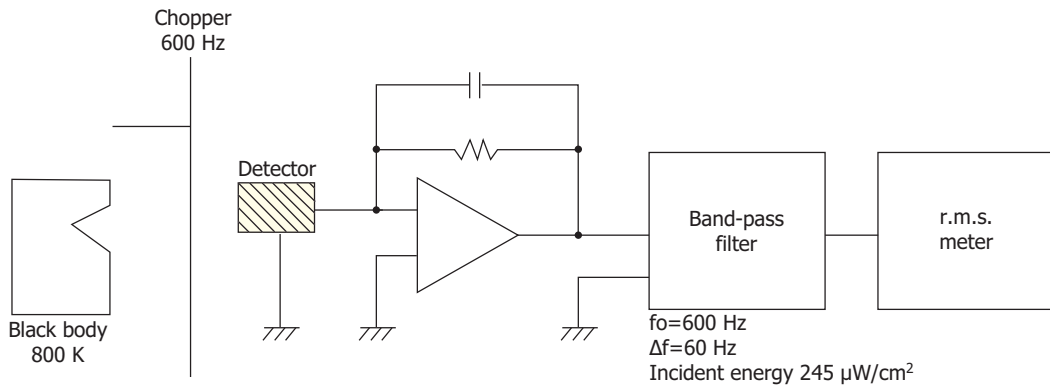 Chopper
600 Hz
Detector
Black body
800 K
Band-pass
filter
r.m.s.
meter
fo=600 Hz
Δf=60 Hz
Incident energy 245 μW/cm²